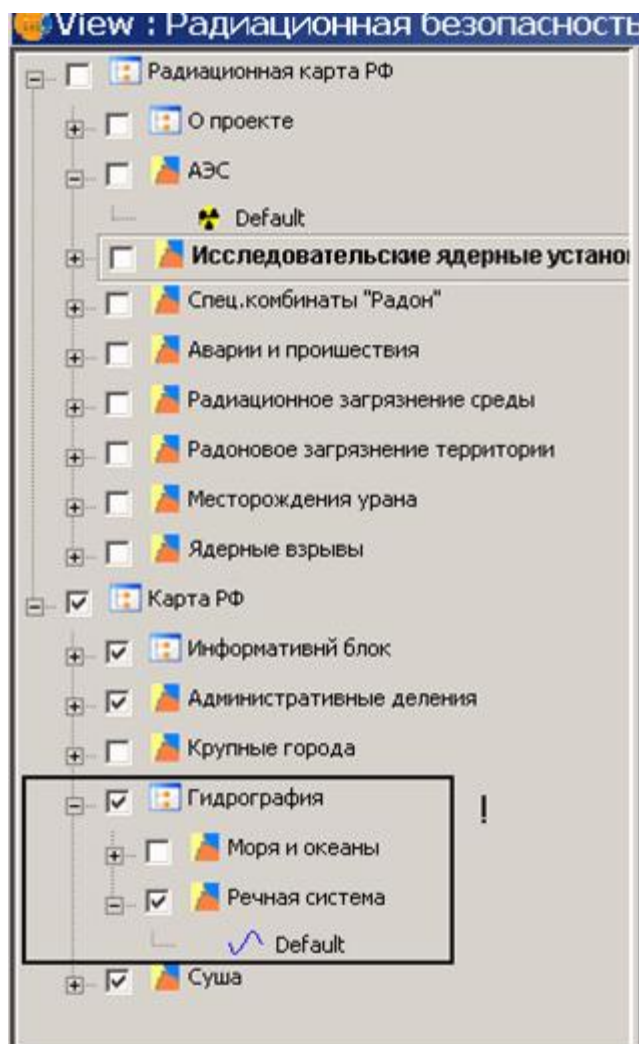 View : Радиационная безопасность
Радиационная карта РФ
О проекте
АЭС
Default
Исследовательские ядерные устано
Спец.комбинаты "Радон"
Аварии и проишествия
Радиационное загрязнение среды
Радоновое загрязнение территории
Месторождения урана
Ядерные взрывы
Карта РФ
Информативнй блок
Административные деления
Крупные города
Гидрография !
Моря и океаны
Речная система
Default
Суша